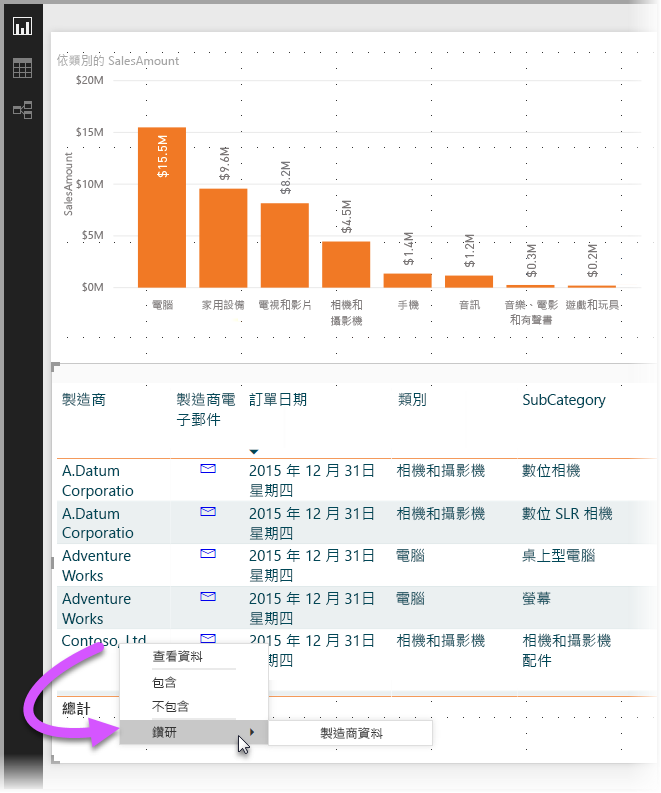 依類別的 SalesAmount
$20M
$15M
$10M
$5M
$0M
SalesAmount
$15.5M
$9.6M
$8.2M
$4.5M
$1.4M
$1.2M
$0.3M
$0.2M
電腦
家用設備
電視和影片
相機和
攝影機
手機
音訊
音樂、電影
和有聲書
遊戲和玩具
製造商
製造商電
子郵件
訂單日期
類別
SubCategory
A.Datum
Corporatio
2015 年 12 月 31日
星期四
相機和攝影機
數位相機
A.Datum
Corporatio
2015 年 12 月 31日
星期四
相機和攝影機
數位 SLR 相機
Adventure
Works
2015 年 12 月 31日
星期四
電腦
桌上型電腦
Adventure
Works
2015 年 12 月 31日
星期四
電腦
螢幕
Contoso, Ltd
2015 年 12 月 31日
星期四
相機和攝影機
相機和攝影機
配件
總計
查看資料
包含
不包含
鑽研
製造商資料